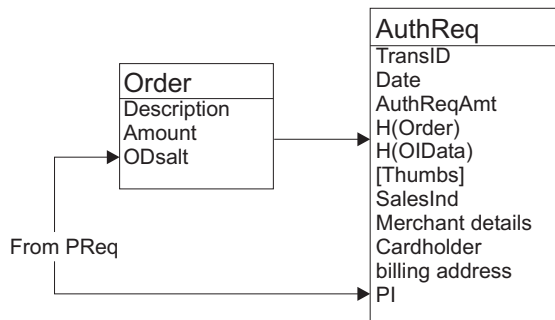 Order
Description
Amount
ODsalt
From PReq
AuthReq
TransID
Date
AuthReqAmt
H(Order)
H(OIData)
[Thumbs]
SalesInd
Merchant details
Cardholder
billing address
PI